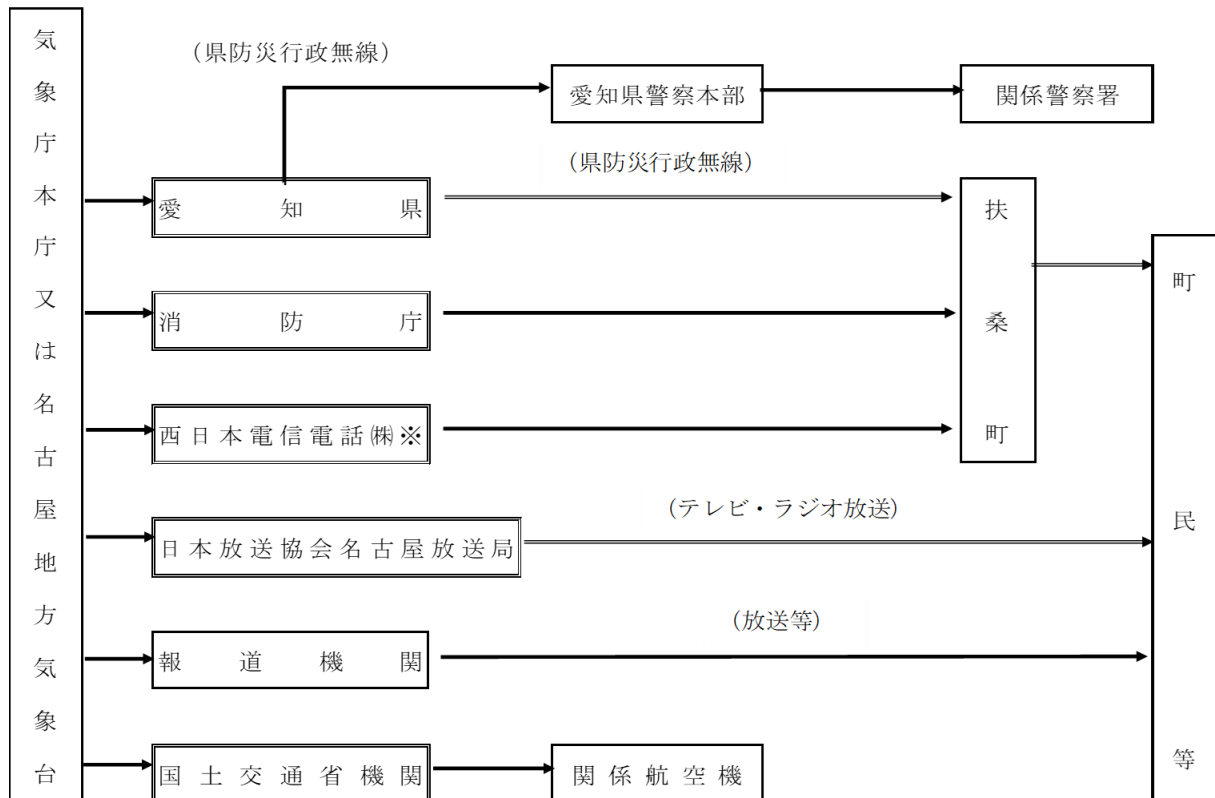 気象庁本庁又は名古屋地方気象台
(県防災行政無線)
愛知県警察本部
関係警察署
(県防災行政無線)
愛知県
扶桑町
町民等
消防庁
西日本電信電話㈱※
(テレビ・ラジオ放送)
日本放送協会名古屋放送局
(放送等)
報道機関
国土交通省機関
関係航空機